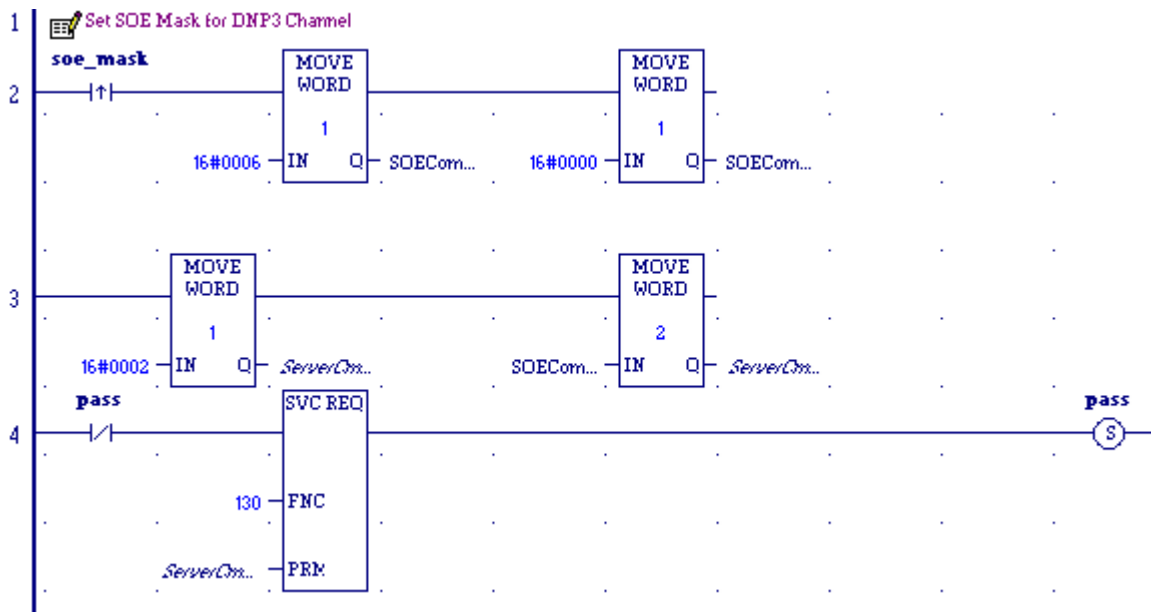 1 Set SOE Mask for DNP3 Channel
soe_mask MOVE MOVE
WORD WORD
2
1 1
16#0006 IN Q SOECom... 16#0000 IN Q SOECom...
MOVE MOVE
WORD WORD
3
1 2
16#0002 IN Q ServerCm... SOECom... IN Q ServerCm...
pass SVC REQ pass
4 S
130 FNC
ServerCm... PRM